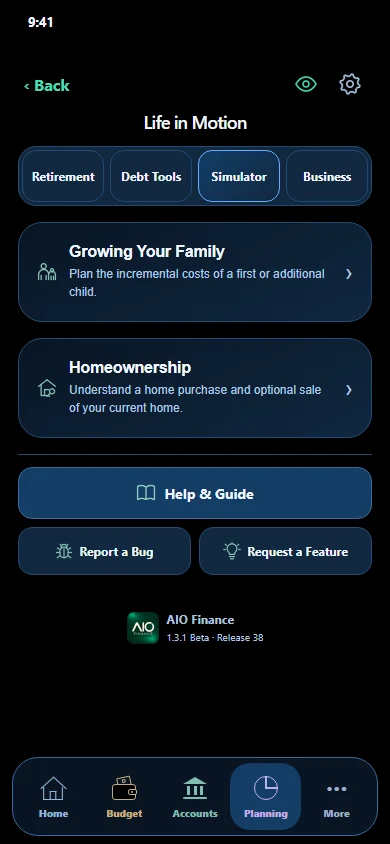 9:41
‹ Back
Life in Motion
Retirement
Debt Tools
Simulator
Business
Growing Your Family
Plan the incremental costs of a first or additional
child.
Homeownership
Understand a home purchase and optional sale
of your current home.
Help & Guide
Report a Bug
Request a Feature
AIO
FINANCE
AIO Finance
1.3.1 Beta · Release 38
Home
Budget
Accounts
Planning
More